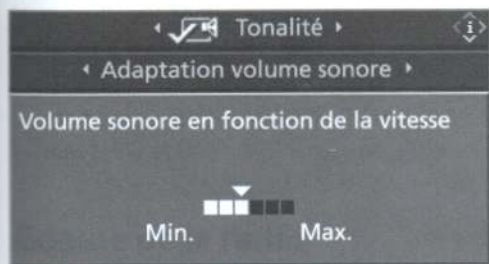 Tonalité
i
Adaptation volume sonore
Volume sonore en fonction de la vitesse
Min. Max.